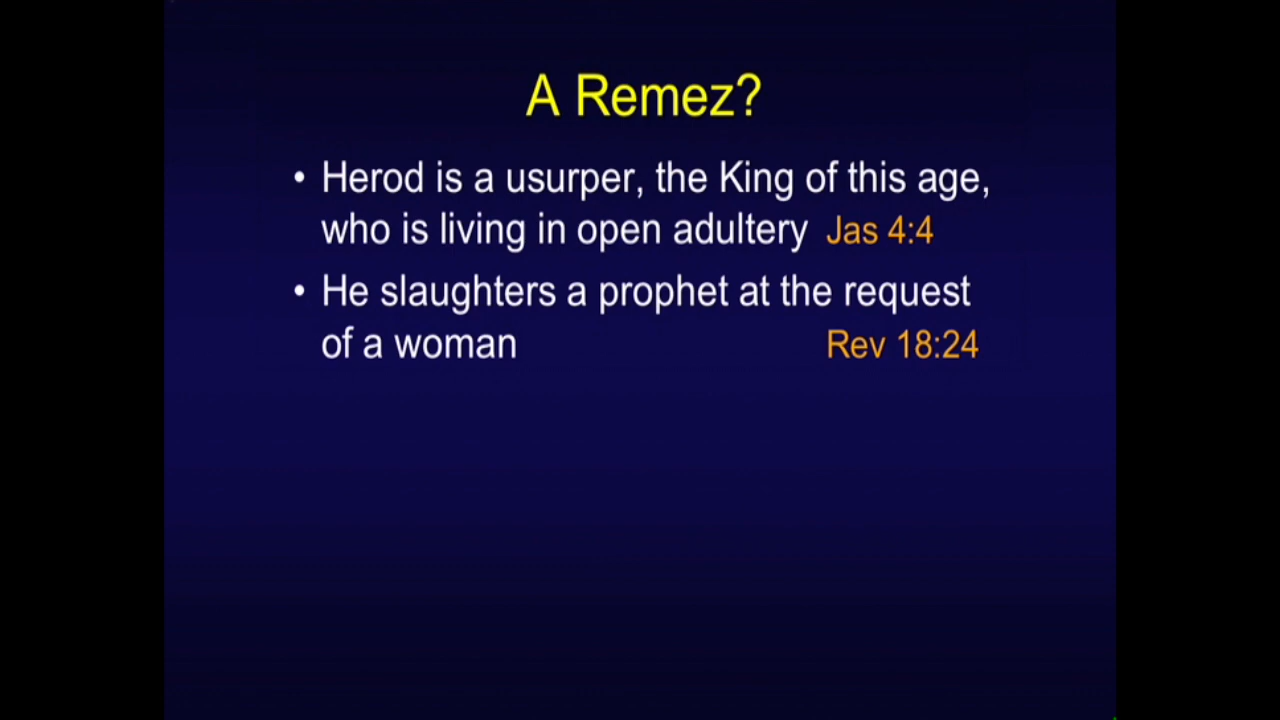 A Remez?
• Herod is a usurper, the King of this age,
who is living in open adultery Jas 4:4
• He slaughters a prophet at the request
of a woman Rev 18:24